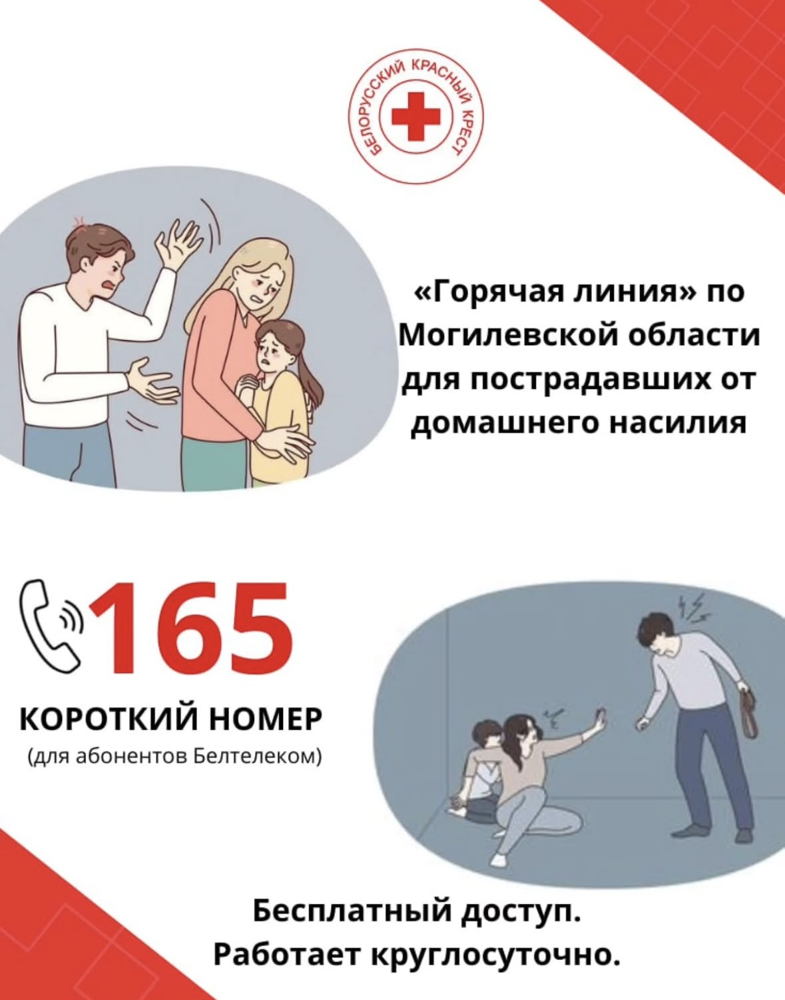 БЕЛОРУССКИЙ КРАСНЫЙ КРЕСТ
«Горячая линия» по
Могилевской области
для пострадавших от
домашнего насилия
165
КОРОТКИЙ НОМЕР
(для абонентов Белтелеком)
Бесплатный доступ.
Работает круглосуточно.